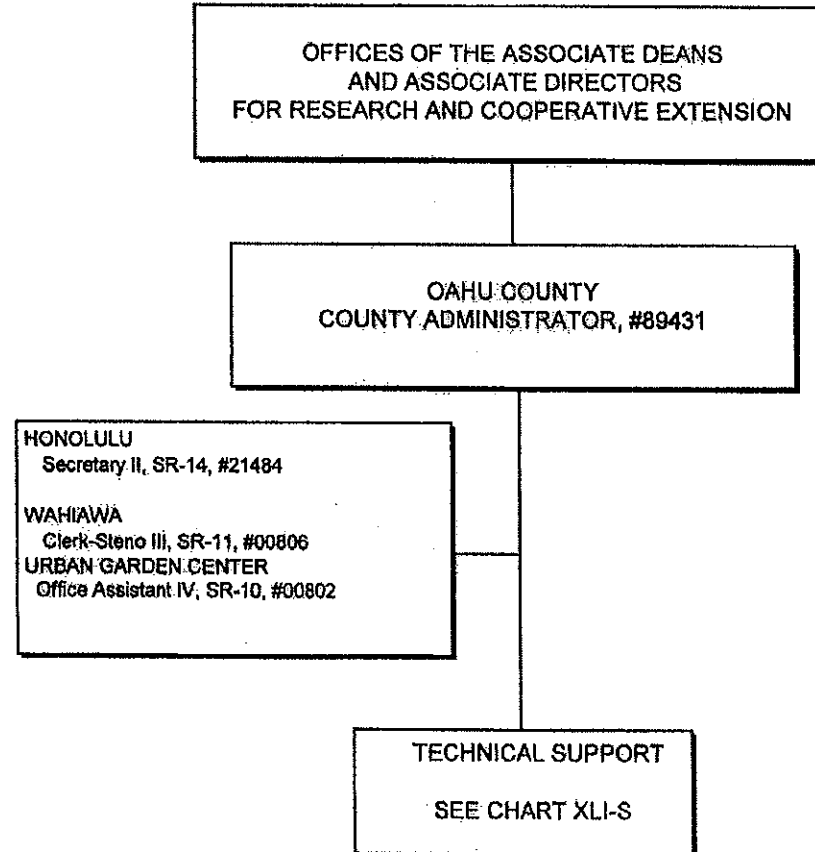 OFFICES OF THE ASSOCIATE DEANS
AND ASSOCIATE DIRECTORS
FOR RESEARCH AND COOPERATIVE EXTENSION
OAHU COUNTY
COUNTY ADMINISTRATOR, #89431
HONOLULU
Secretary II, SR-14, #21484
WAHIAWA
Clerk-Steno III, SR-11, #00806
URBAN GARDEN CENTER
Office Assistant IV, SR-10, #00802
TECHNICAL SUPPORT
SEE CHART XLI-S